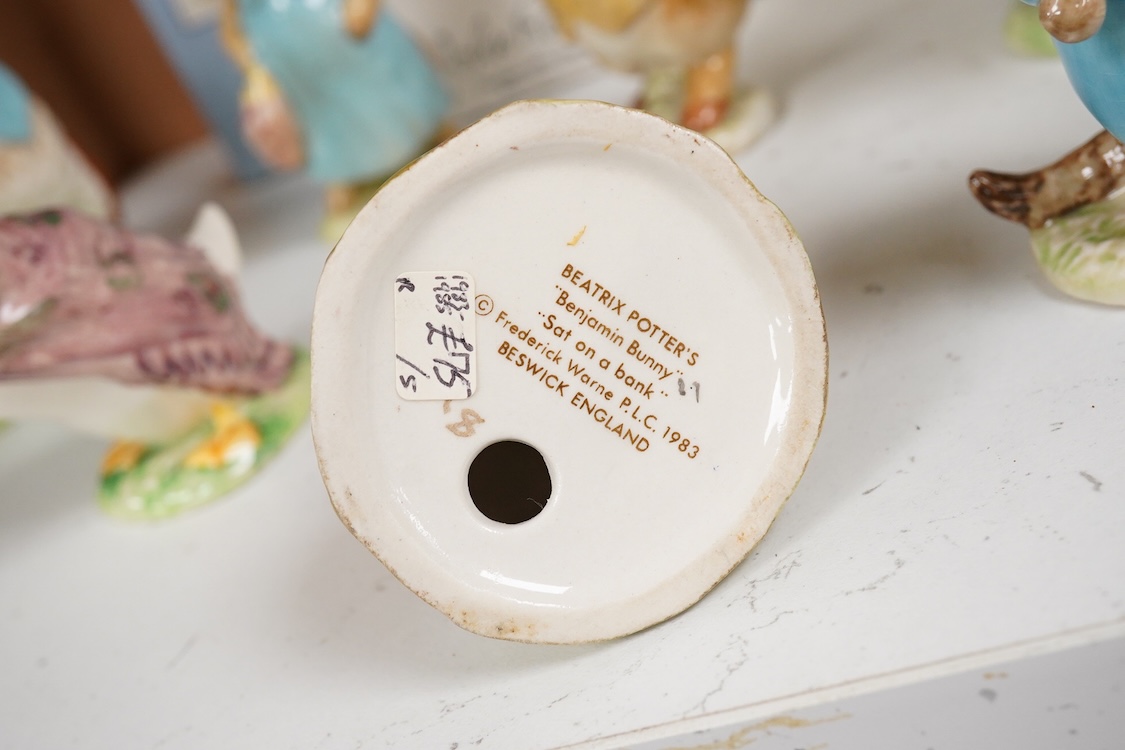 BEATRIX POTTER'S
"Benjamin Bunny"
"Sat on a bank"
© Frederick Warne P.L.C. 1983
BESWICK ENGLAND
1983-
1985
£75